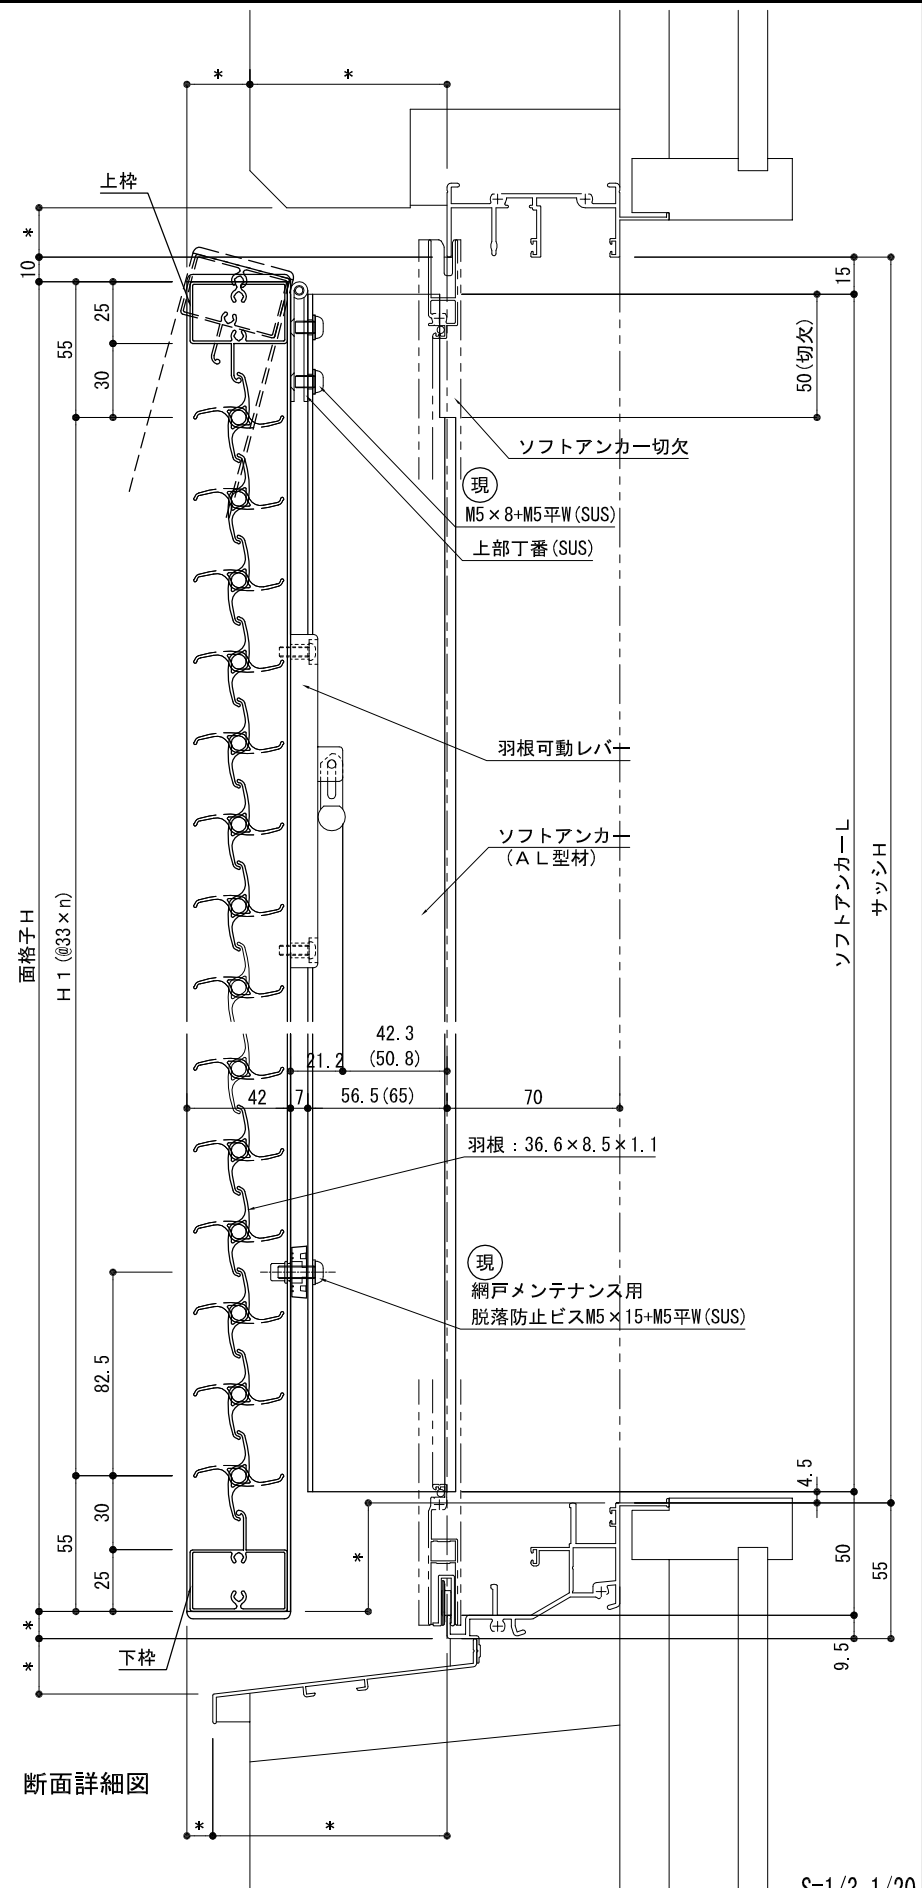 *
*
上枠
*
10
55
25
30
15
50(切欠)
ソフトアンカー切欠
現
M5×8+M5平W(SUS)
上部丁番(SUS)
羽根可動レバー
ソフトアンカー
(AL型材)
面格子H
H1(@33×n)
ソフトアンカーL
サッシH
42.3
21.2
(50.8)
42
7
56.5(65)
70
羽根:36.6×8.5×1.1
現
網戸メンテナンス用
脱落防止ビスM5×15+M5平W(SUS)
82.5
30
55
25
*
4.5
50
55
9.5
*
*
下枠
断面詳細図
*
*
S=1/3,1/20